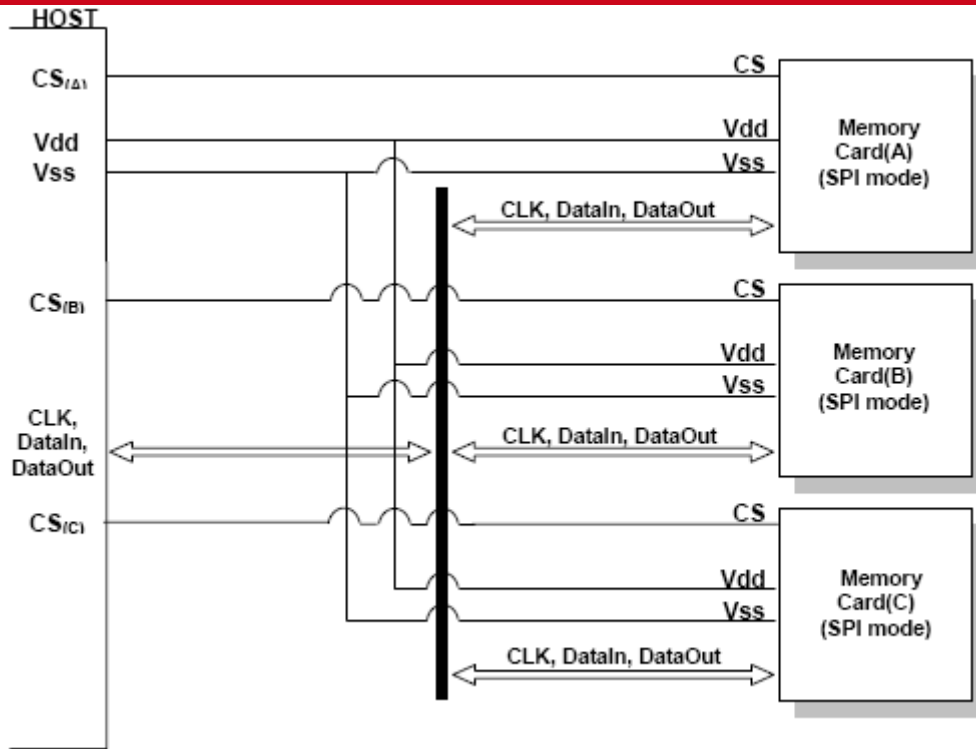 HOST
CS(A)
CS
Vdd
Vdd
Vss
Vss
Memory
Card(A)
(SPI mode)
CLK, DataIn, DataOut
CS(B)
CS
Memory
Card(B)
(SPI mode)
Vdd
Vss
CLK,
DataIn,
DataOut
CLK, DataIn, DataOut
CS(C)
CS
Memory
Card(C)
(SPI mode)
Vdd
Vss
CLK, DataIn, DataOut